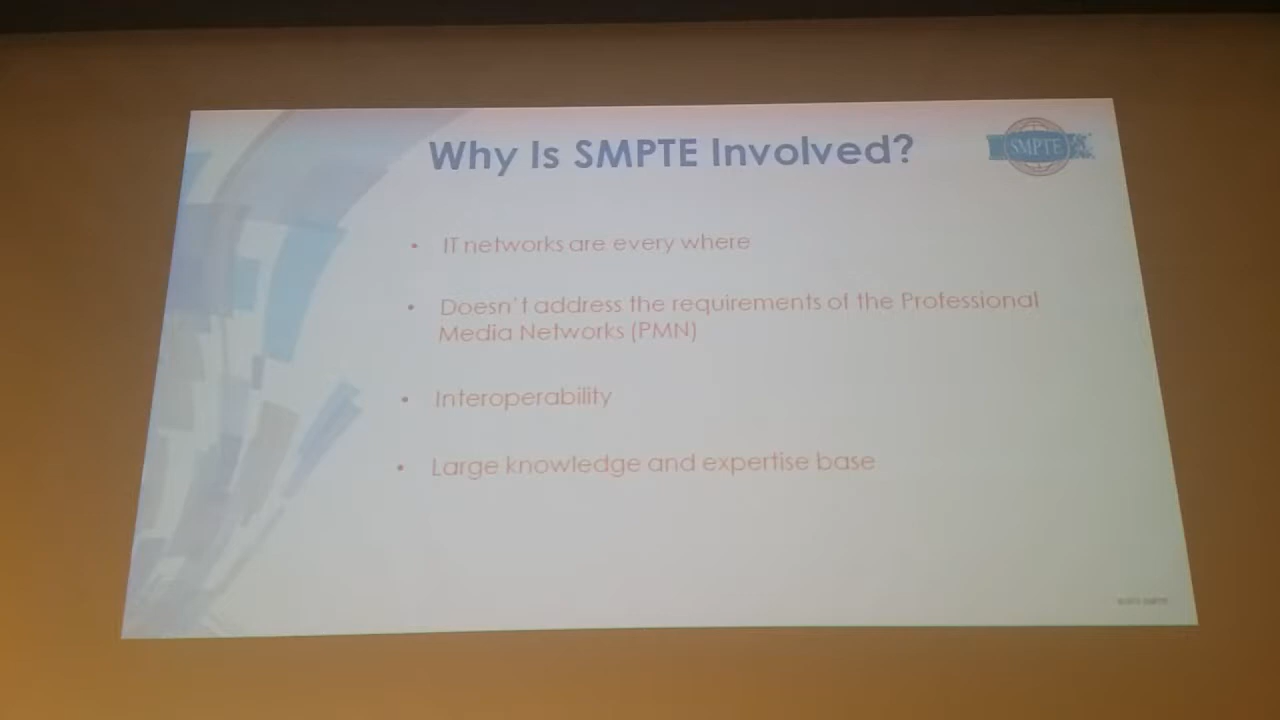 Why Is SMPTE Involved?
SMPTE
• IT networks are every where
• Doesn't address the requirements of the Professional
Media Networks (PMN)
• Interoperability
• Large knowledge and expertise base